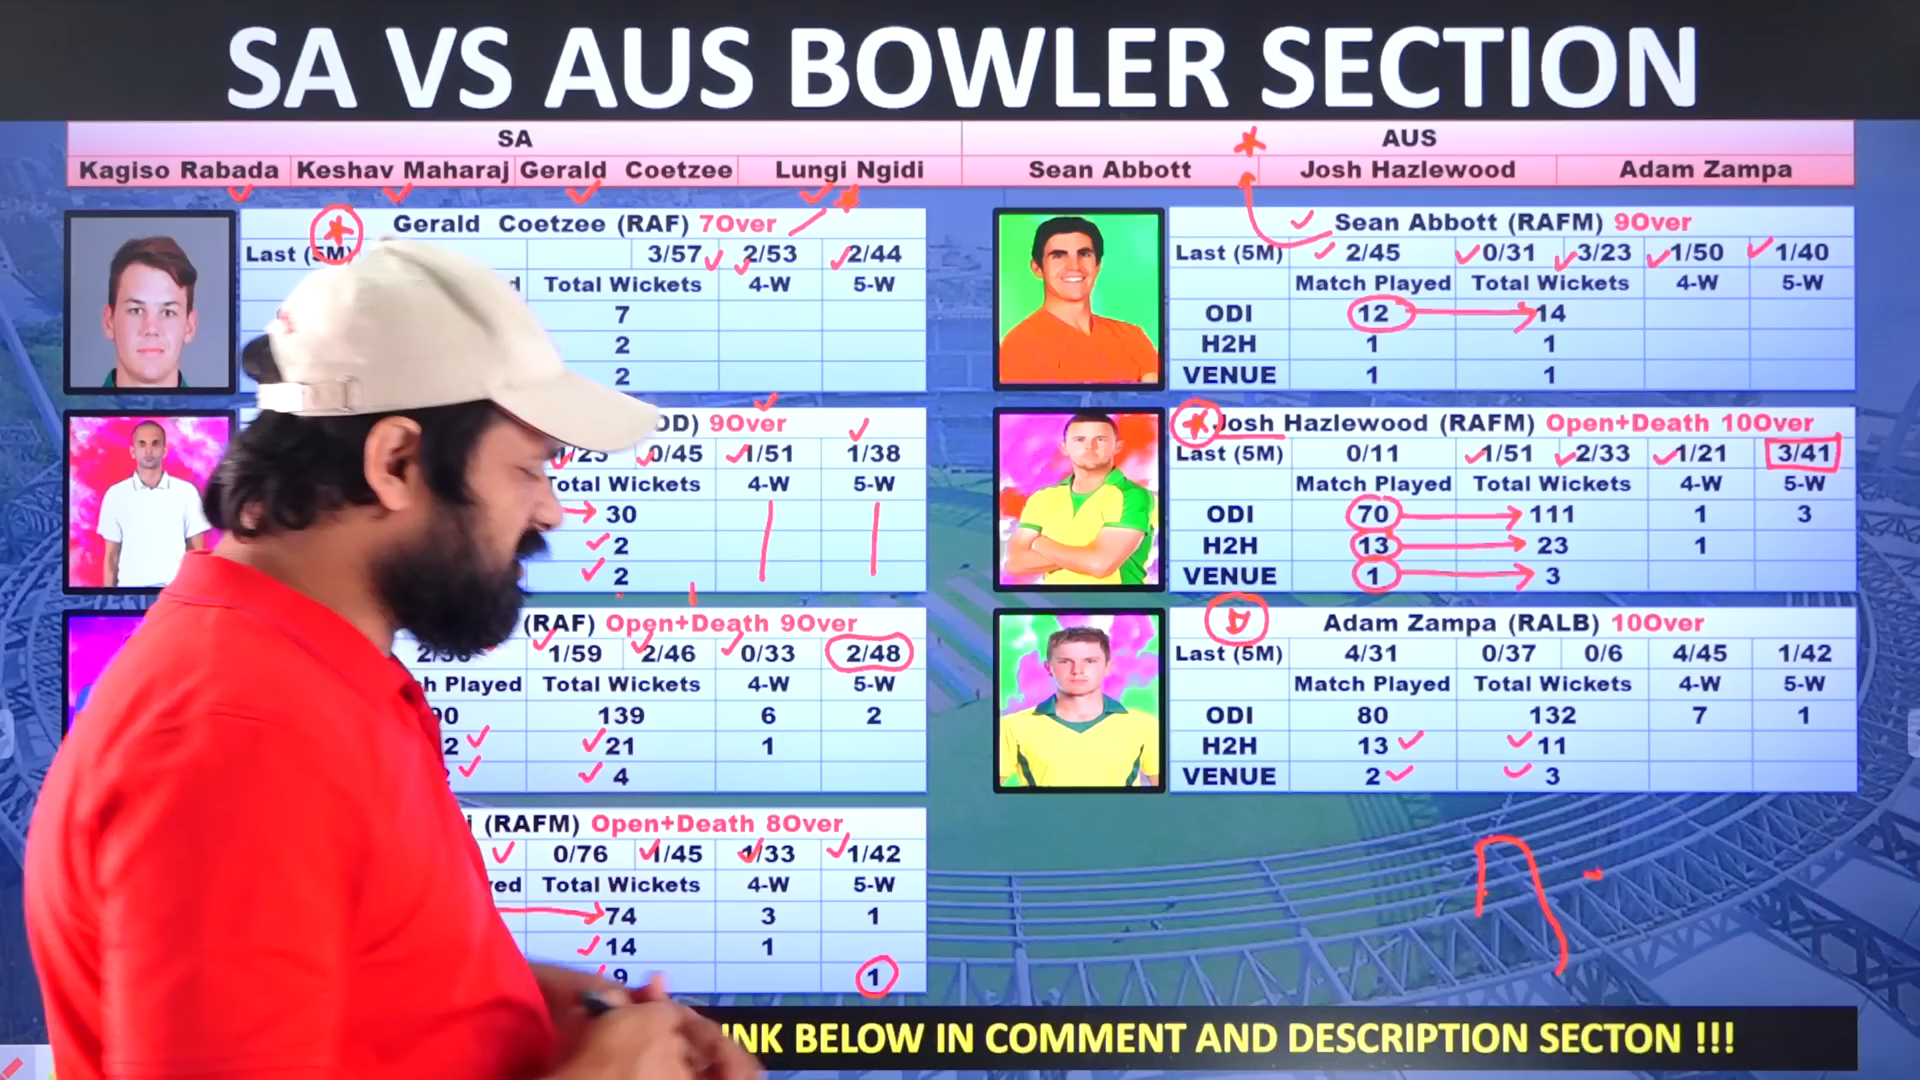 SA VS AUS BOWLER SECTION
SA AUS
Kagiso Rabada Keshav Maharaj Gerald Coetzee Lungi Ngidi Sean Abbott Josh Hazlewood Adam Zampa
Gerald Coetzee (RAF) 7Over
Last (5M) 3/57 2/53 2/44
Total Wickets 4-W 5-W
7
2
2
OD) 9Over
1/23 0/45 1/51 1/38
Total Wickets 4-W 5-W
30
2
2
(RAF) Open+Death 9Over
1/59 2/46 0/33 2/48
h Played Total Wickets 4-W 5-W
90 139 6 2
2 21 1
4
i (RAFM) Open+Death 8Over
0/76 1/45 1/33 1/42
yed Total Wickets 4-W 5-W
74 3 1
14 1
9 1
Sean Abbott (RAFM) 9Over
Last (5M) 2/45 0/31 3/23 1/50 1/40
Match Played Total Wickets 4-W 5-W
ODI 12 14
H2H 1 1
VENUE 1 1
Josh Hazlewood (RAFM) Open+Death 10Over
Last (5M) 0/11 1/51 2/33 1/21 3/41
Match Played Total Wickets 4-W 5-W
ODI 70 111 1 3
H2H 13 23 1
VENUE 1 3
Adam Zampa (RALB) 10Over
Last (5M) 4/31 0/37 0/6 4/45 1/42
Match Played Total Wickets 4-W 5-W
ODI 80 132 7 1
H2H 13 11
VENUE 2 3
INK BELOW IN COMMENT AND DESCRIPTION SECTON !!!